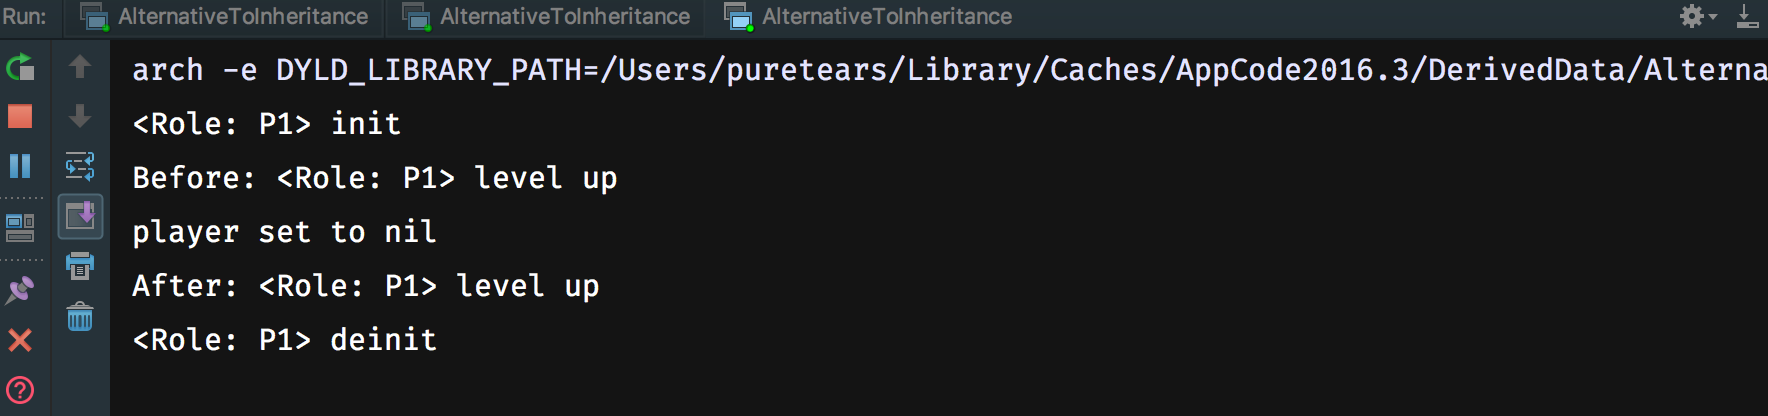 Run: AlternativeToInheritance AlternativeToInheritance AlternativeToInheritance
arch -e DYLD_LIBRARY_PATH=/Users/puretears/Library/Caches/AppCode2016.3/DerivedData/Alterna
<Role: P1> init
Before: <Role: P1> level up
player set to nil
After: <Role: P1> level up
<Role: P1> deinit